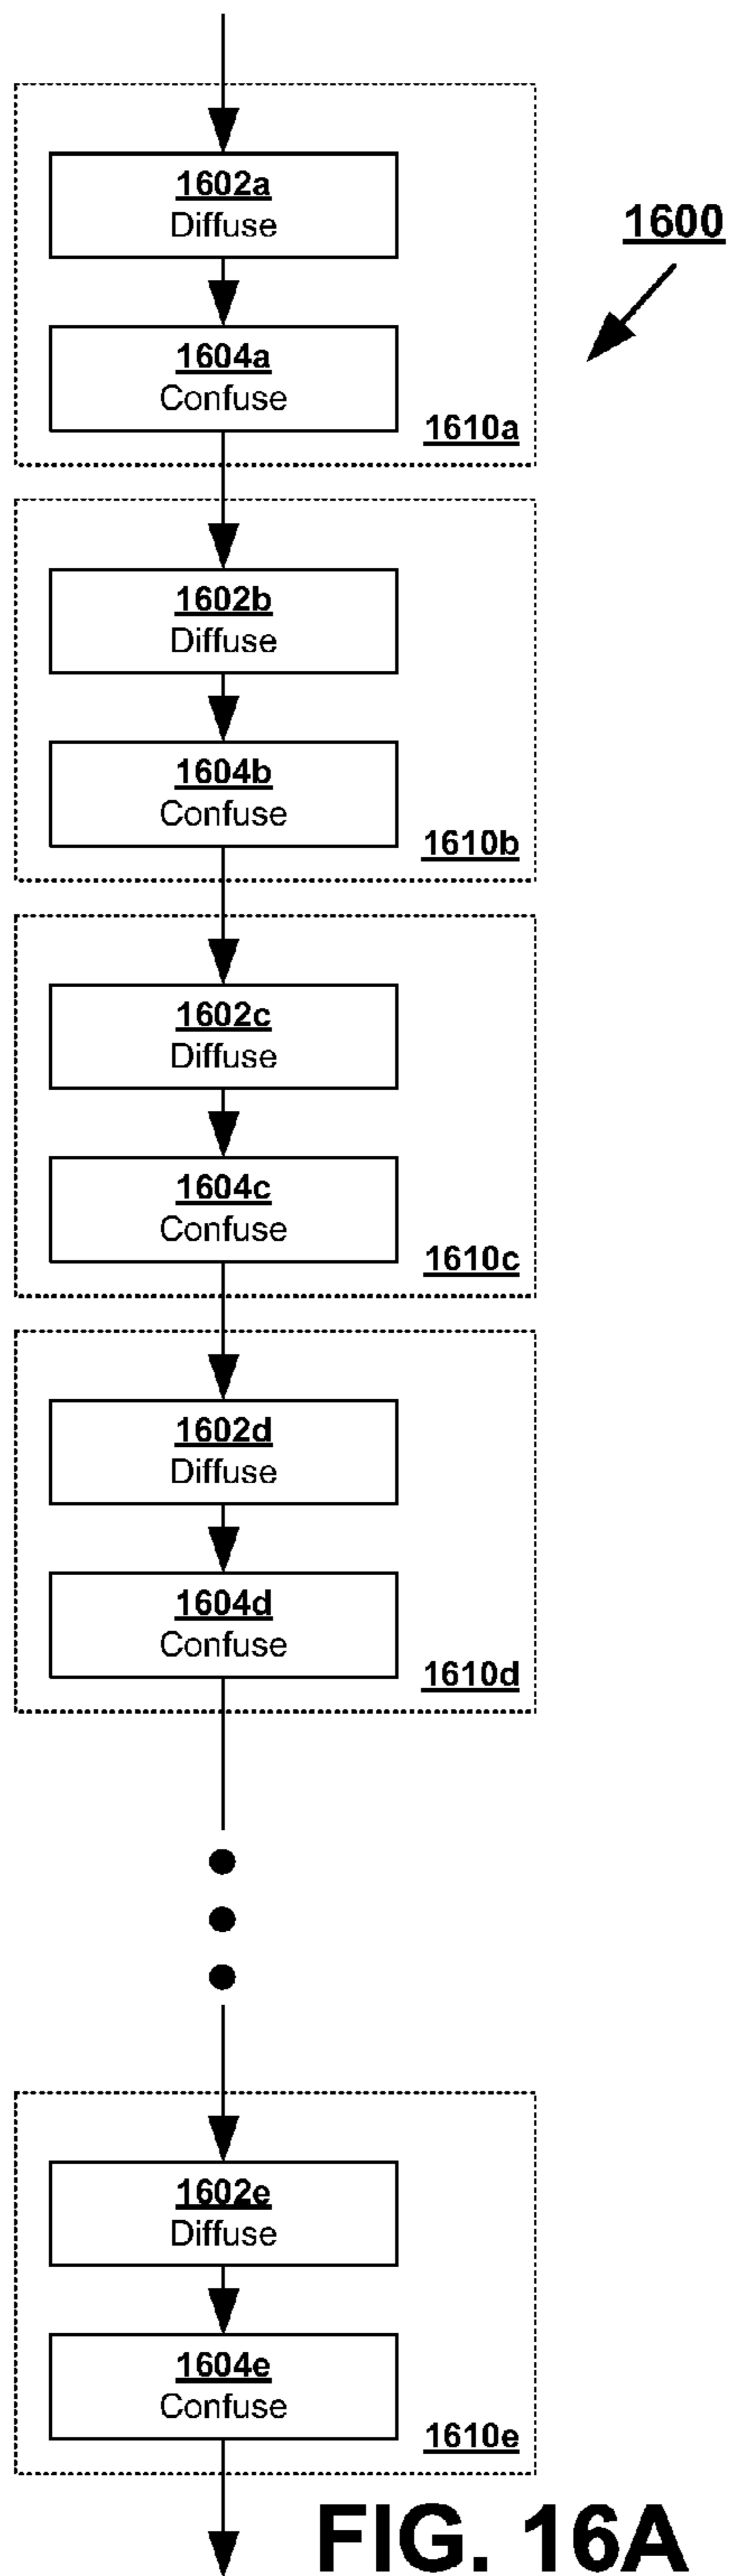 1602a
Diffuse
1600
1604a
Confuse
1610a
1602b
Diffuse
1604b
Confuse
1610b
1602c
Diffuse
1604c
Confuse
1610c
1602d
Diffuse
1604d
Confuse
1610d
1602e
Diffuse
1604e
Confuse
1610e
FIG. 16A